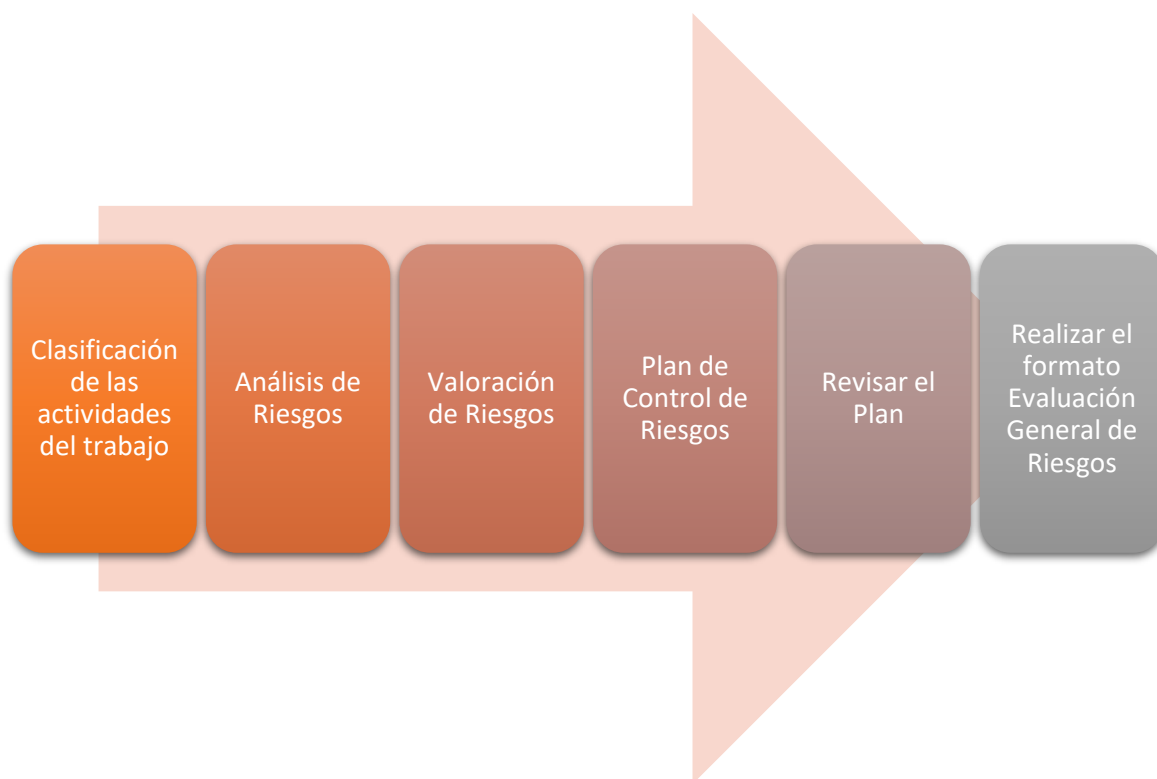 Clasificación
de las
actividades
del trabajo
Análisis de
Riesgos
Valoración
de Riesgos
Plan de
Control de
Riesgos
Revisar el
Plan
Realizar el
formato
Evaluación
General de
Riesgos